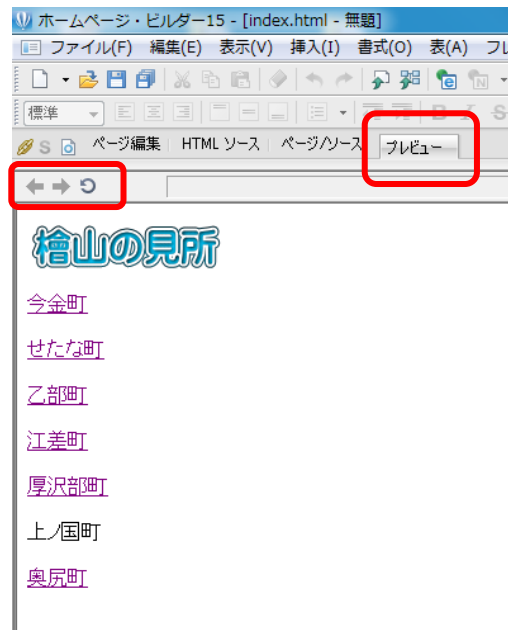 ホームページ・ビルダー15 - [index.html - 無題]
ファイル(F) 編集(E) 表示(V) 挿入(I) 書式(O) 表(A) フレ
標準
S ページ編集 HTML ソース ページ/ソース プレビュー
檜山の見所
今金町
せたな町
乙部町
江差町
厚沢部町
上ノ国町
奥尻町